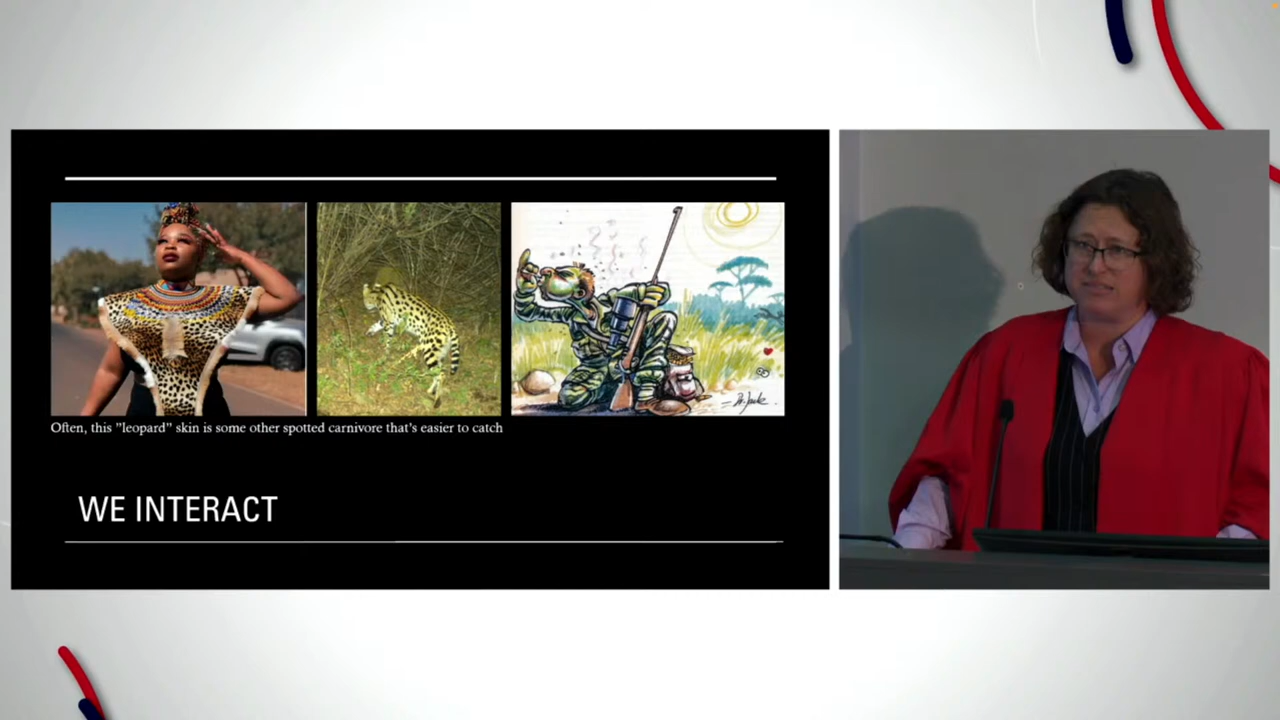 Often, this "leopard" skin is some other spotted carnivore that's easier to catch
WE INTERACT